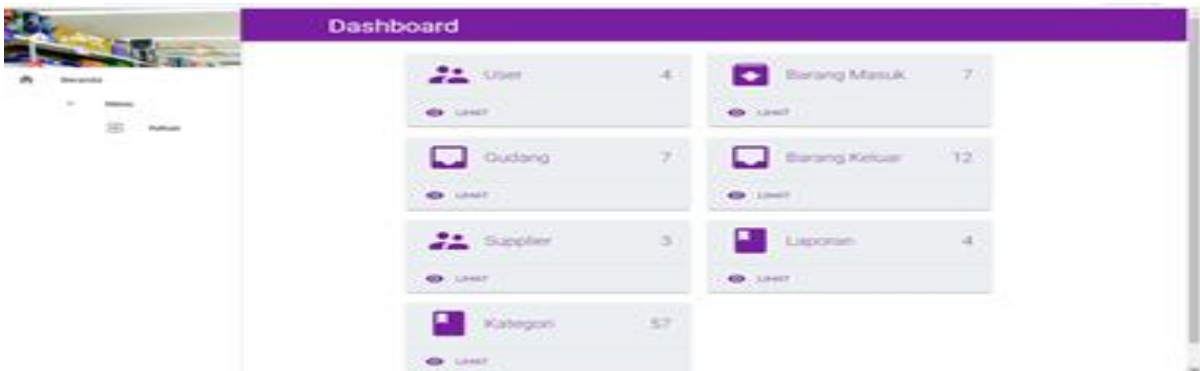 Dashboard
Beranda
Menu
User 4
LIHAT
Barang Masuk 7
LIHAT
Gudang 7
LIHAT
Barang Keluar 12
LIHAT
Supplier 3
LIHAT
Laporan 4
LIHAT
Kategori 57
LIHAT